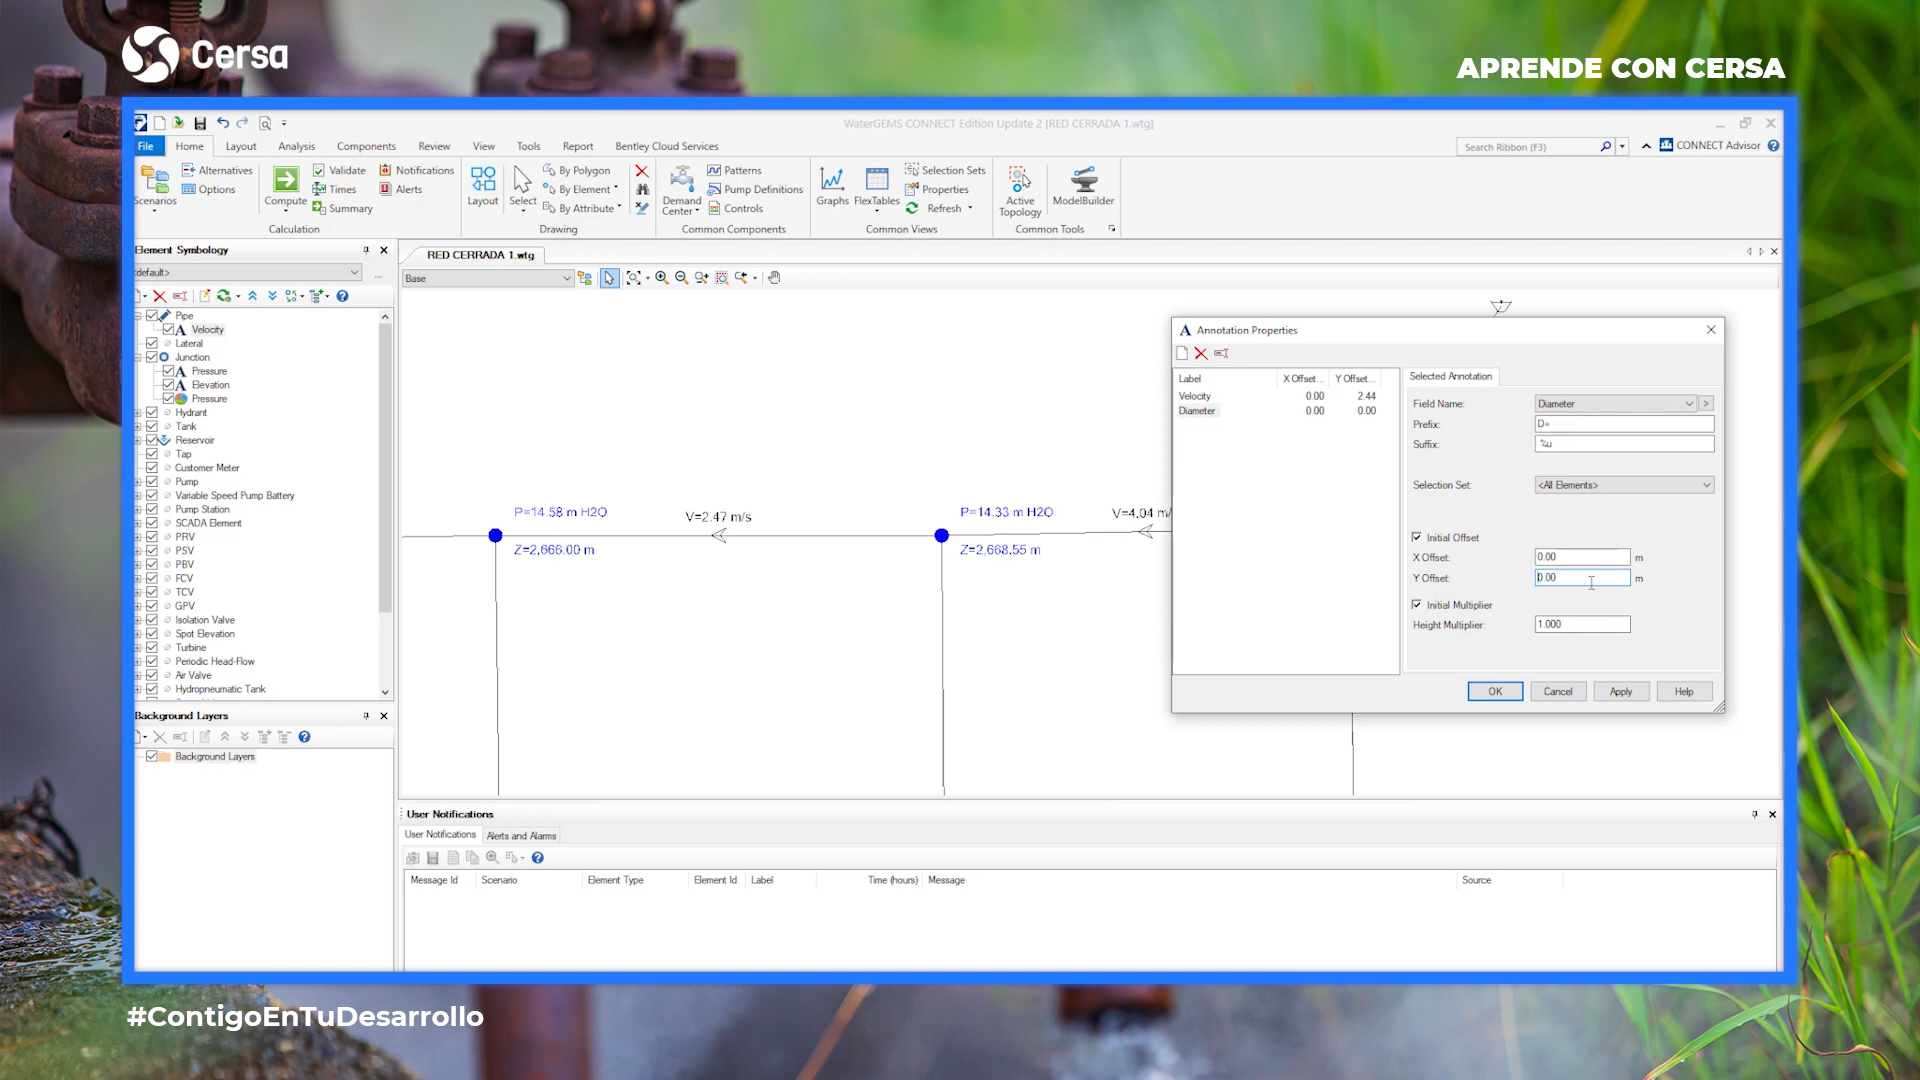 Cersa
APRENDE CON CERSA
WaterGEMS CONNECT Edition Update 2 [RED CERRADA 1.wtg]
File Home Layout Analysis Components Review View Tools Report Bentley Cloud Services
Search Ribbon (F3)
CONNECT Advisor
Scenarios
Alternatives
Options
Compute
Validate
Times
Summary
Notifications
Alerts
Calculation
Layout
Select
By Polygon
By Element
By Attribute
Drawing
Demand Center
Patterns
Pump Definitions
Controls
Common Components
Graphs
FlexTables
Selection Sets
Properties
Refresh
Common Views
Active Topology
ModelBuilder
Common Tools
Element Symbology
<default>
...
Pipe
Velocity
Lateral
Junction
Pressure
Elevation
Pressure
Hydrant
Tank
Reservoir
Tap
Customer Meter
Pump
Variable Speed Pump Battery
Pump Station
SCADA Element
PRV
PSV
PBV
FCV
TCV
GPV
Isolation Valve
Spot Elevation
Turbine
Periodic Head-Flow
Air Valve
Hydropneumatic Tank
Background Layers
Background Layers
RED CERRADA 1.wtg
Base
P=14.58 m H2O
Z=2,666.00 m
V=2.47 m/s
P=14.33 m H2O
Z=2,668.55 m
V=4.04 m/
Annotation Properties
Label X Offset... Y Offset...
Velocity 0.00 2.44
Diameter 0.00 0.00
Selected Annotation
Field Name: Diameter >
Prefix: D=
Suffix: %u
Selection Set: <All Elements>
Initial Offset
X Offset: 0.00 m
Y Offset: 0.00 m
Initial Multiplier
Height Multiplier: 1.000
OK Cancel Apply Help
User Notifications
User Notifications Alerts and Alarms
Message Id Scenario Element Type Element Id Label Time (hours) Message Source
#ContigoEnTuDesarrollo